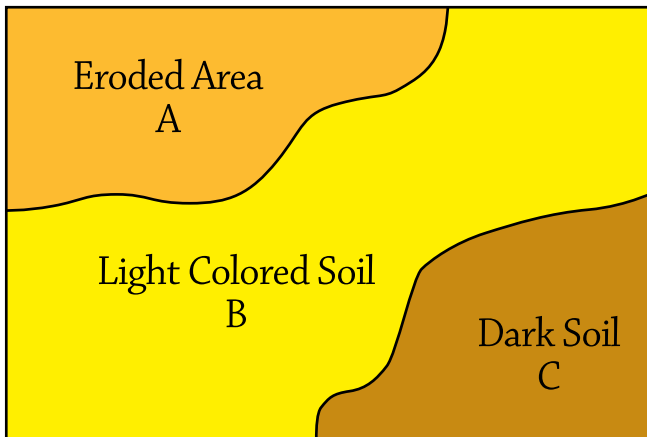 Eroded Area
A
Light Colored Soil
B
Dark Soil
C